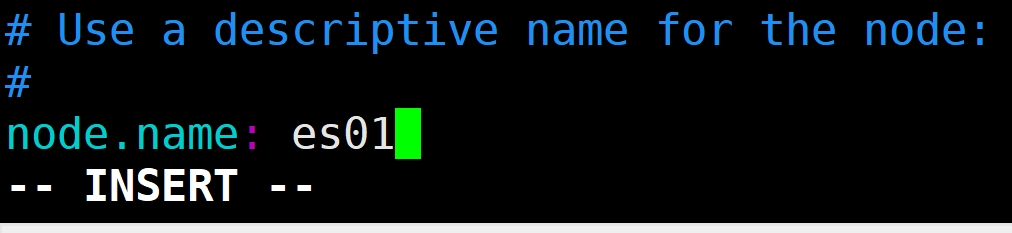 # Use a descriptive name for the node:
#
node.name: es01
-- INSERT --